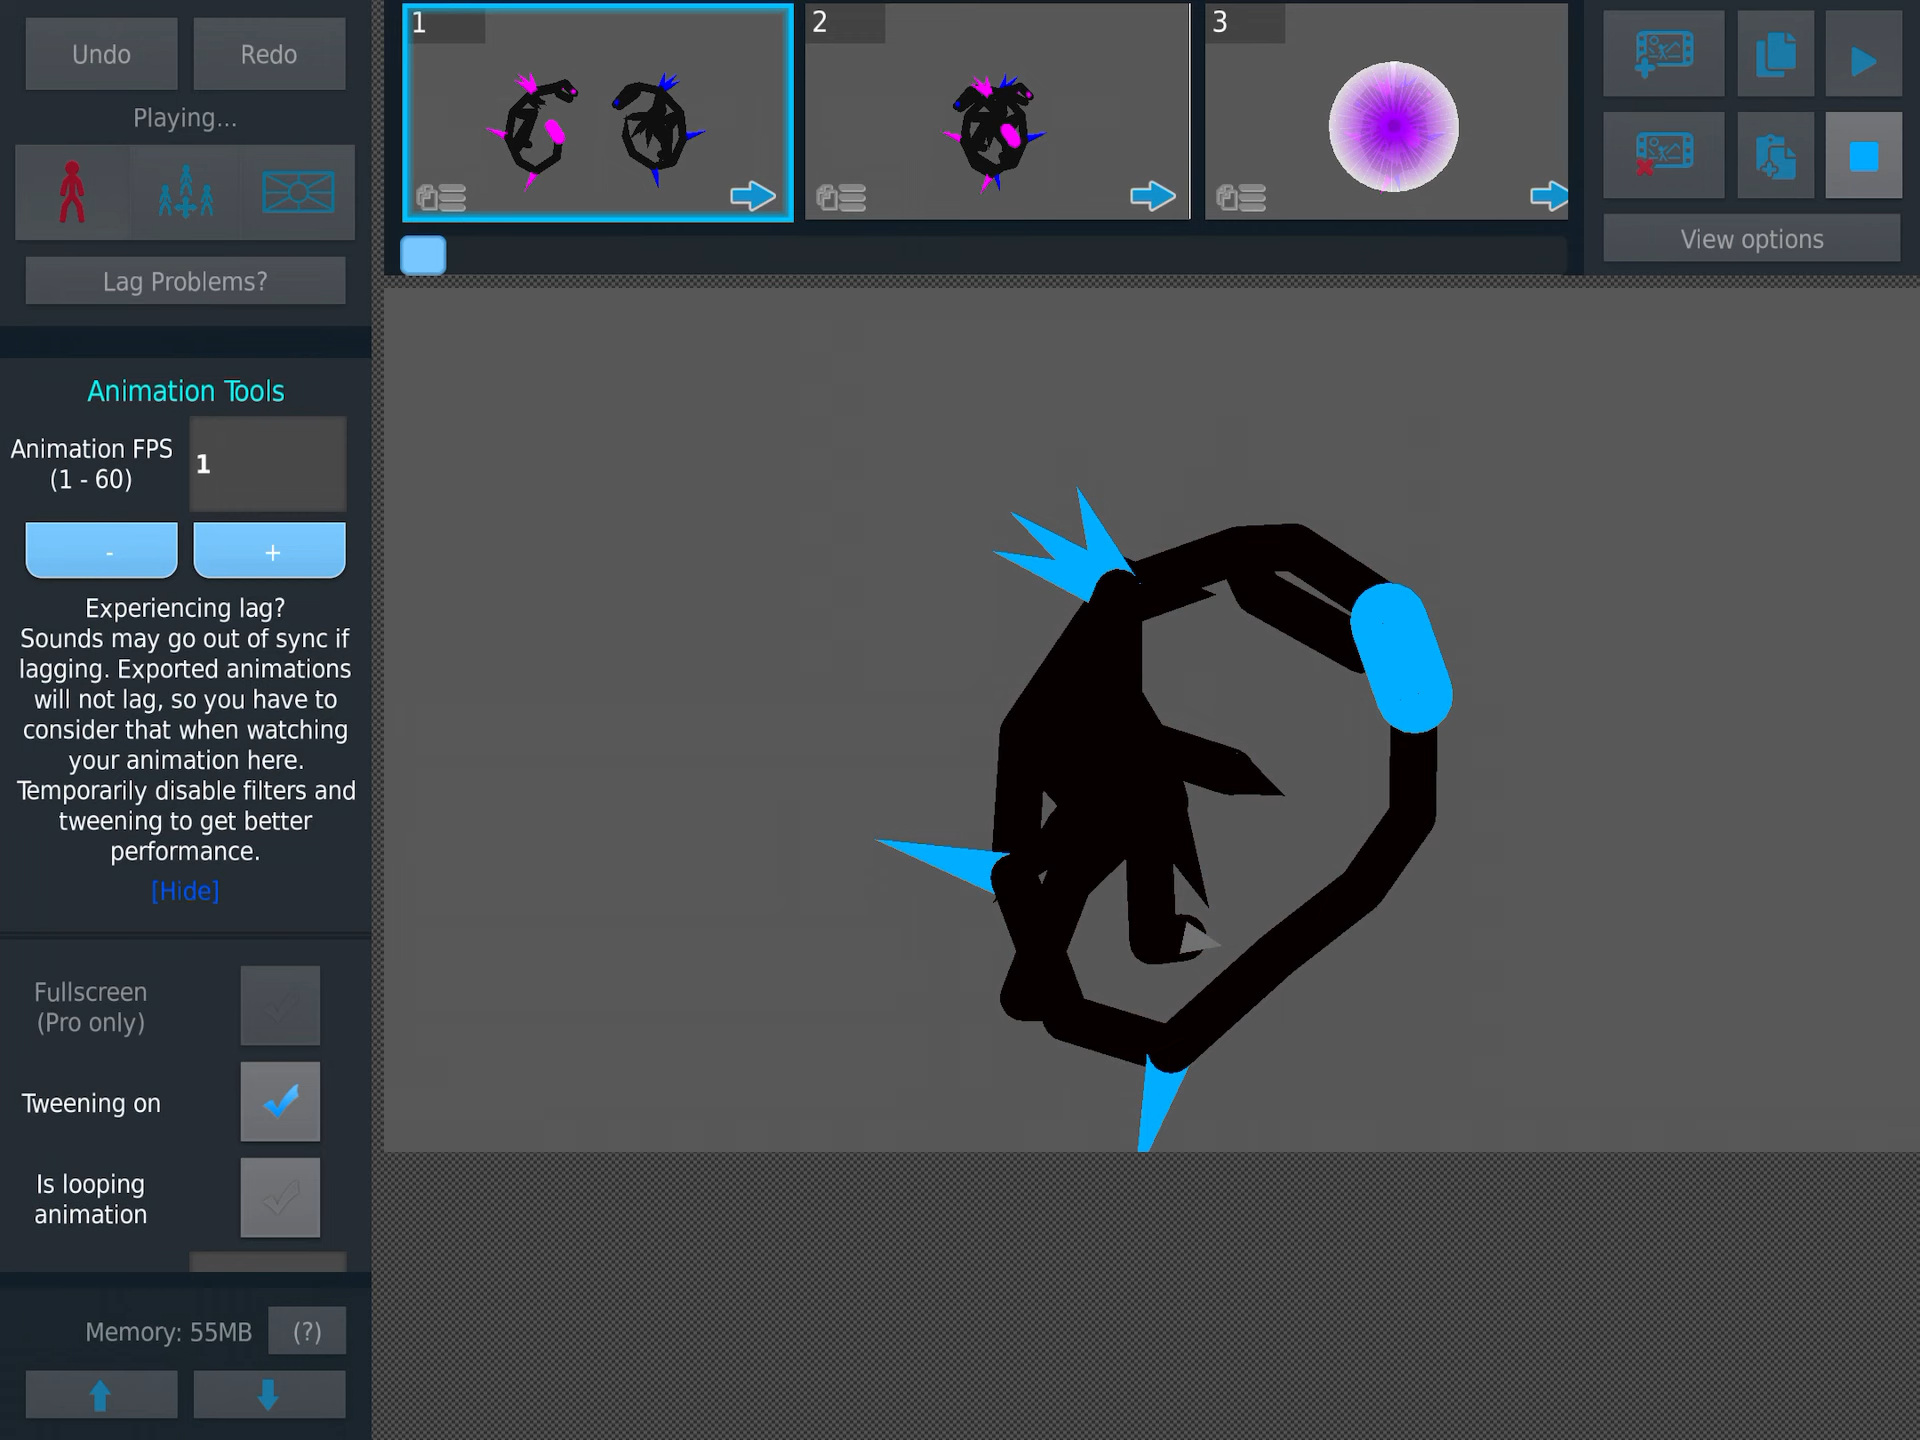 Undo
Redo
Playing...
Lag Problems?
1
2
3
View options
Animation Tools
Animation FPS
(1 - 60)
1
-
+
Experiencing lag?
Sounds may go out of sync if
lagging. Exported animations
will not lag, so you have to
consider that when watching
your animation here.
Temporarily disable filters and
tweening to get better
performance.
[Hide]
Fullscreen
(Pro only)
Tweening on
Is looping
animation
Memory: 55MB
(?)